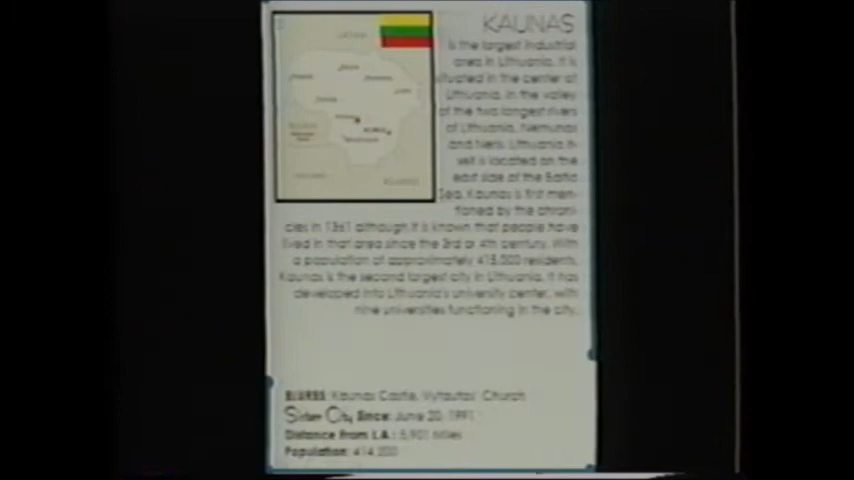 KAUNAS
is the largest industrial
area in Lithuania. It is
situated in the center of
Lithuania, in the valley
of the two longest rivers
of Lithuania, Nemunas
and Neris. Lithuania it-
self is located on the
east side of the Baltic
Sea. Kaunas is first men-
tioned by the chroni-
cles in 1361 although it is known that people have
lived in that area since the 3rd or 4th century. With
a population of approximately 415,000 residents,
Kaunas is the second largest city in Lithuania. It has
developed into Lithuania's university center, with
nine universities functioning in the city.
Kaunas Castle, Vytautas' Church
Sister City Since: June 20, 1991
Distance from LA: 5,901 Miles
Population: 414,000